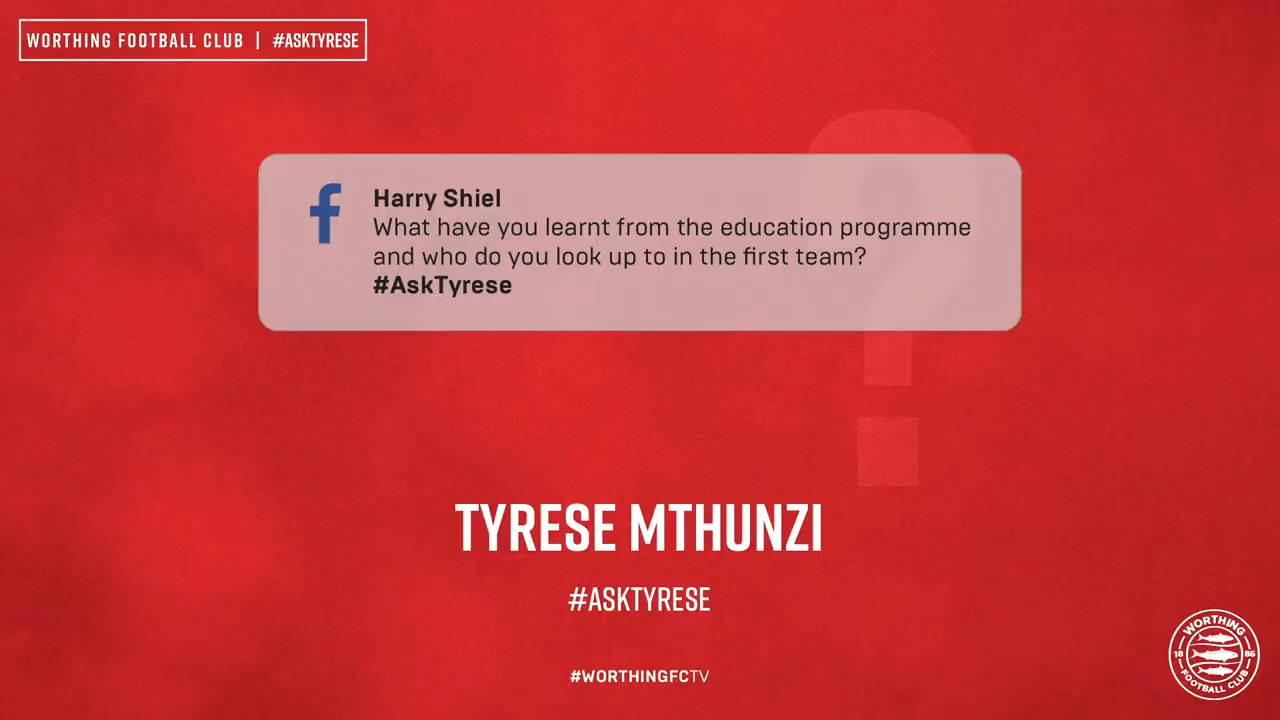 WORTHING FOOTBALL CLUB | #ASKTYRESE
Harry Shiel
What have you learnt from the education programme
and who do you look up to in the first team?
#AskTyrese
TYRESE MTHUNZI
#ASKTYRESE
#WORTHINGFCTV
WORTHING
18 86
FOOTBALL CLUB